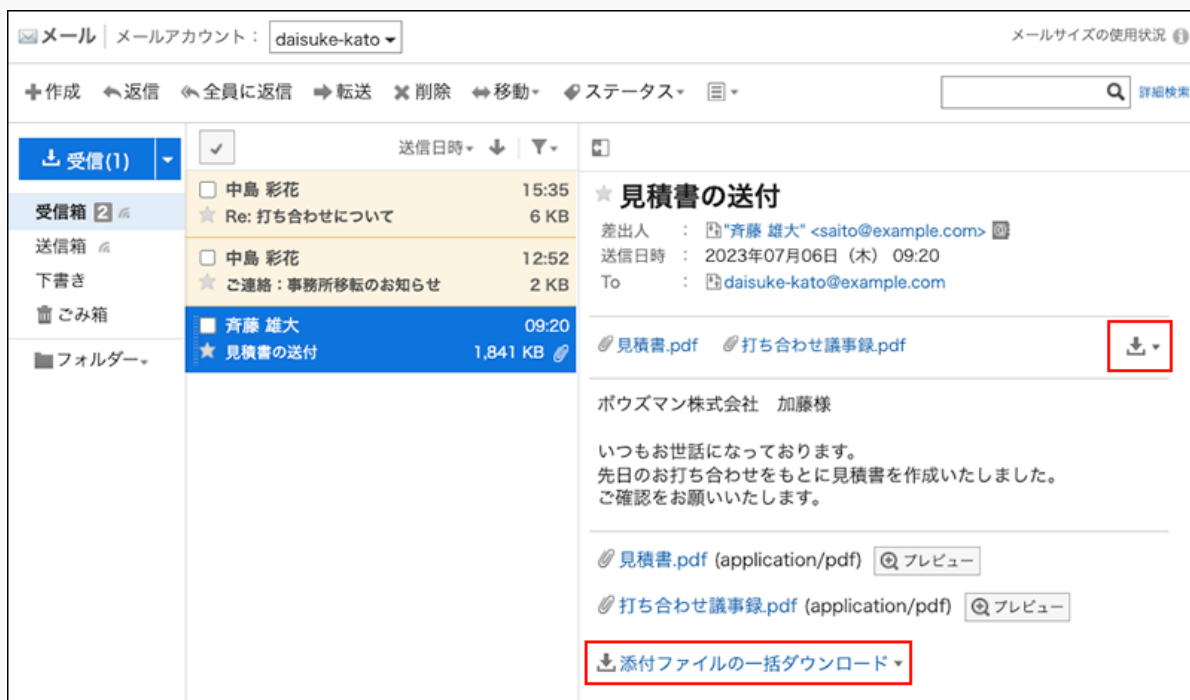 メール メールアカウント： daisuke-kato メールサイズの使用状況
作成 返信 全員に返信 転送 削除 移動 ステータス 詳細検索
受信(1)
受信箱 2
送信箱
下書き
ごみ箱
フォルダー
送信日時
中島 彩花 15:35
Re: 打ち合わせについて 6 KB
中島 彩花 12:52
ご連絡：事務所移転のお知らせ 2 KB
斉藤 雄大 09:20
見積書の送付 1,841 KB
見積書の送付
差出人 ： "斉藤 雄大" <saito@example.com>
送信日時 ： 2023年07月06日（木） 09:20
To ： daisuke-kato@example.com
見積書.pdf 打ち合わせ議事録.pdf
ボウズマン株式会社　加藤様
いつもお世話になっております。
先日のお打ち合わせをもとに見積書を作成いたしました。
ご確認をお願いいたします。
見積書.pdf (application/pdf) プレビュー
打ち合わせ議事録.pdf (application/pdf) プレビュー
添付ファイルの一括ダウンロード